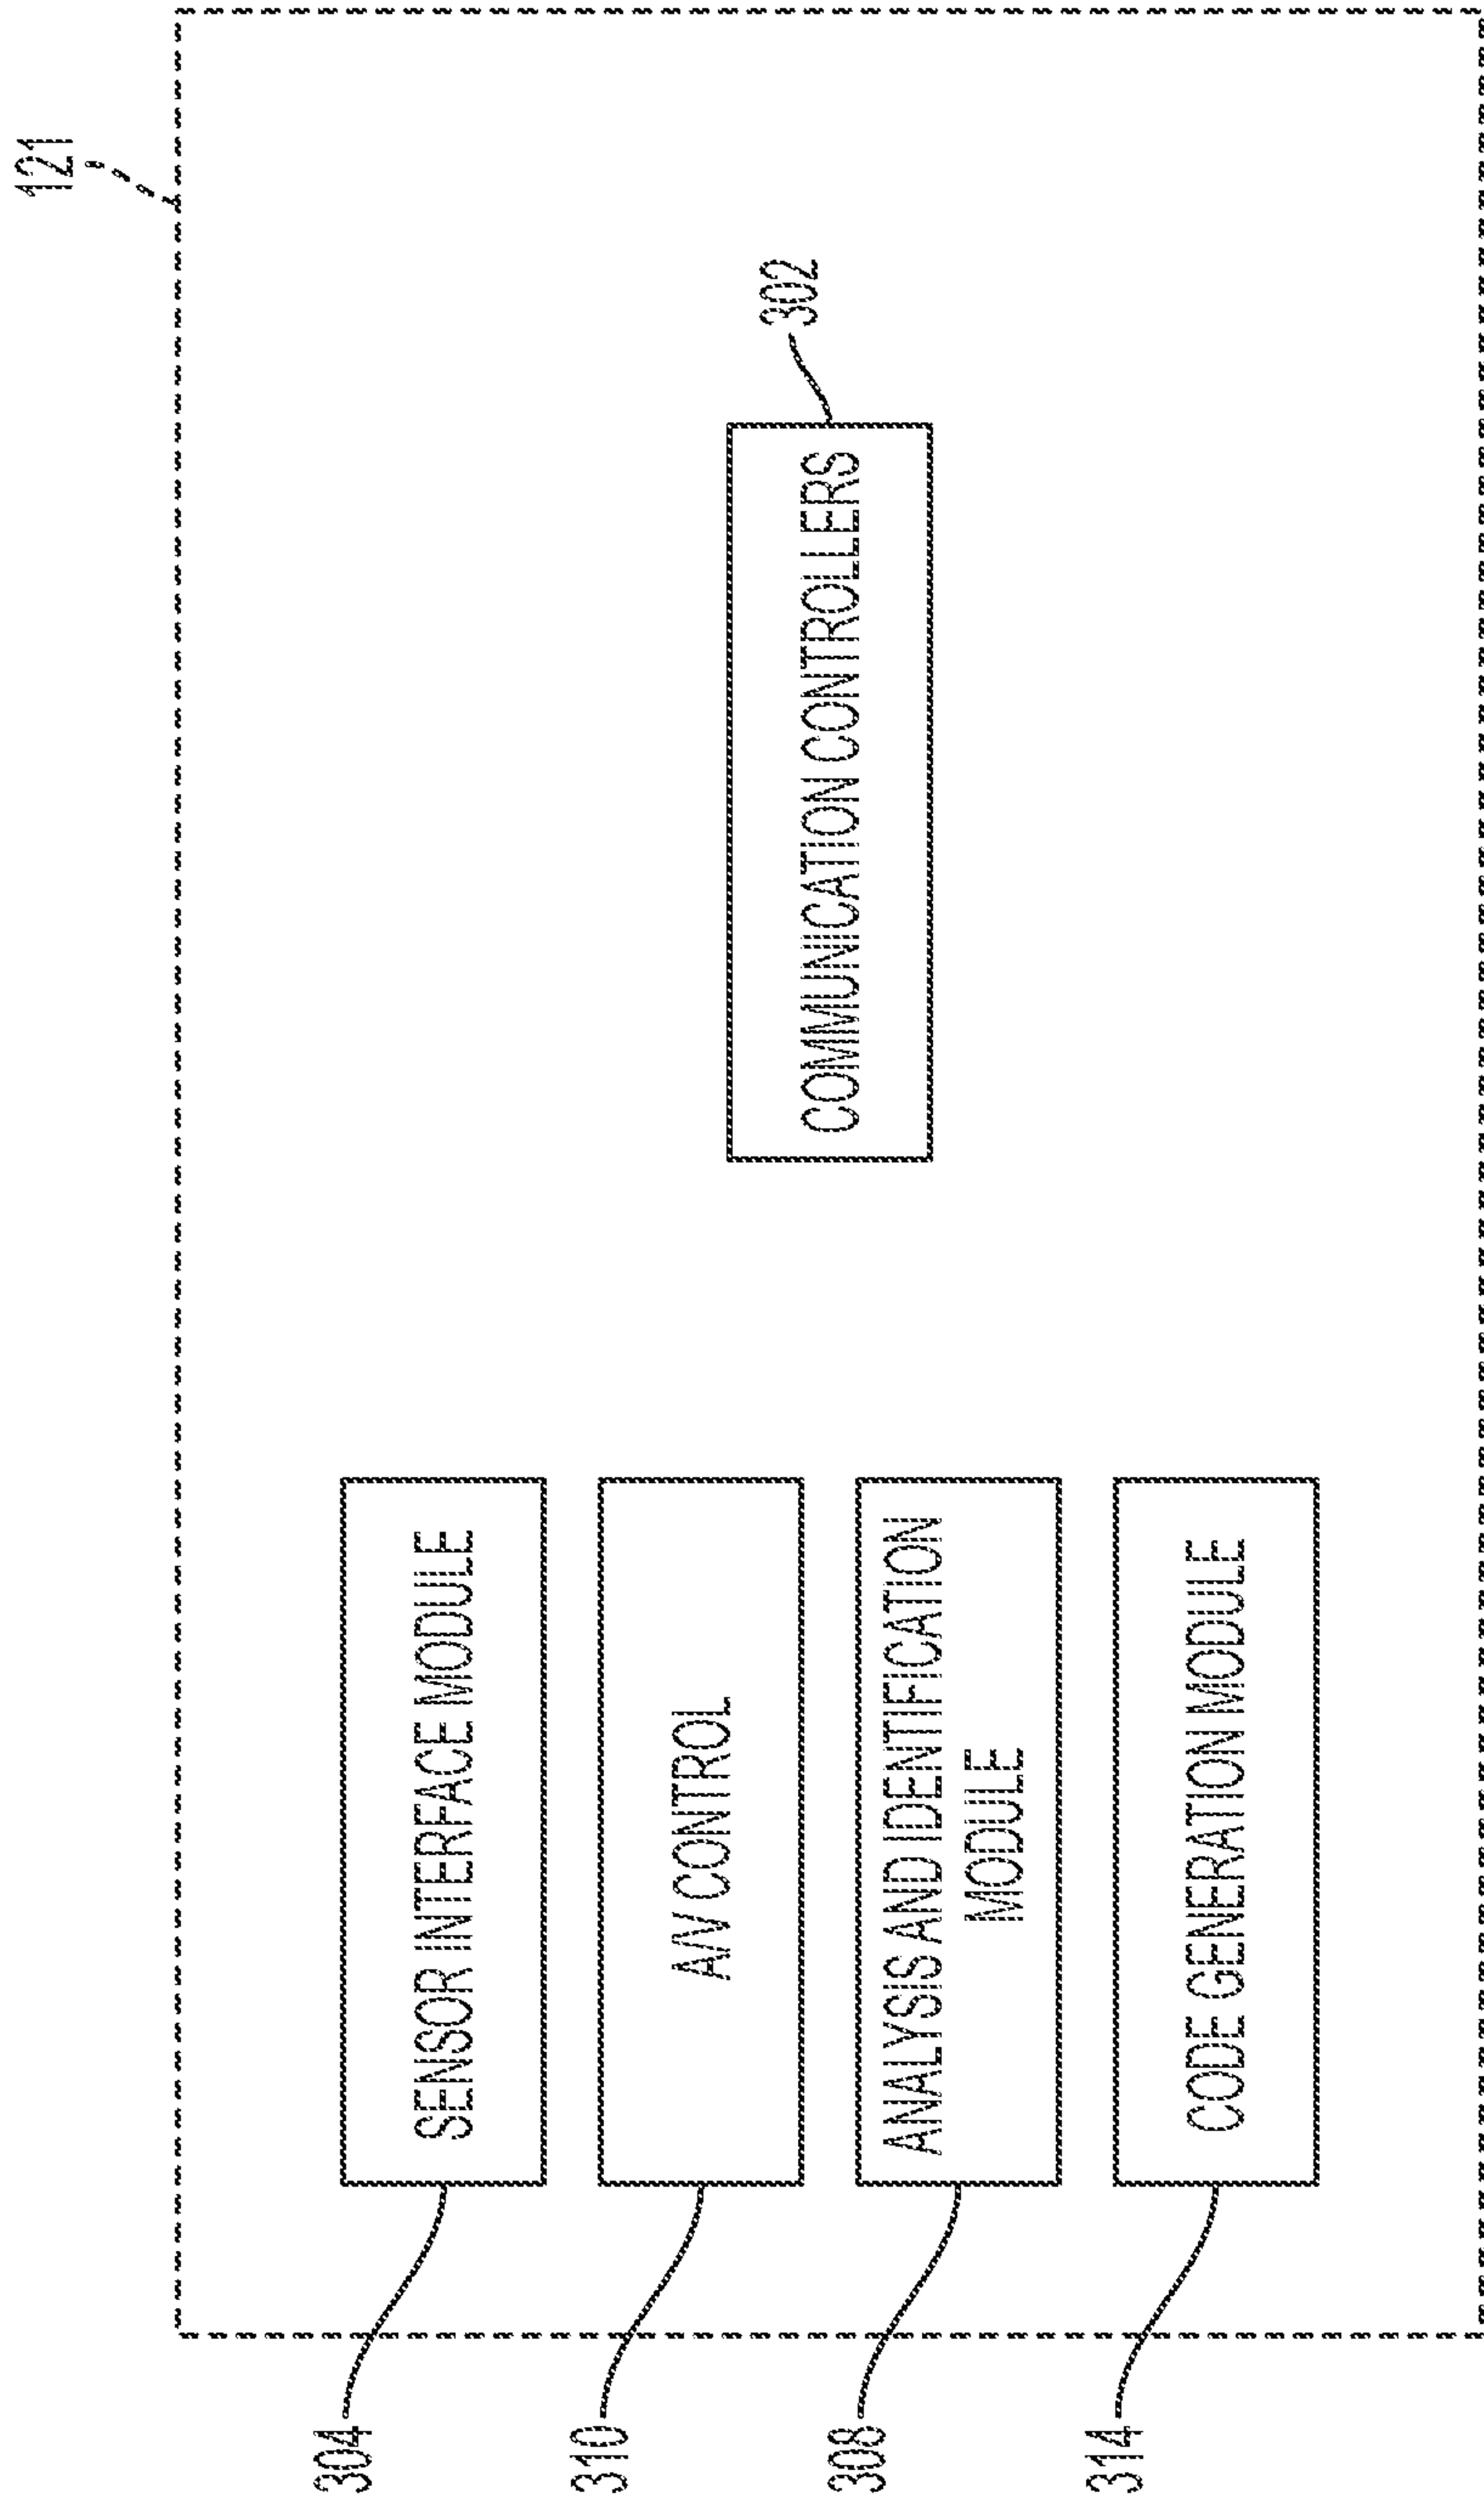 121
304
SENSOR INTERFACE MODULE
310
A/V CONTROL
308
ANALYSIS AND IDENTIFICATION
MODULE
314
CODE GENERATION MODULE
COMMUNICATION CONTROLLERS
302